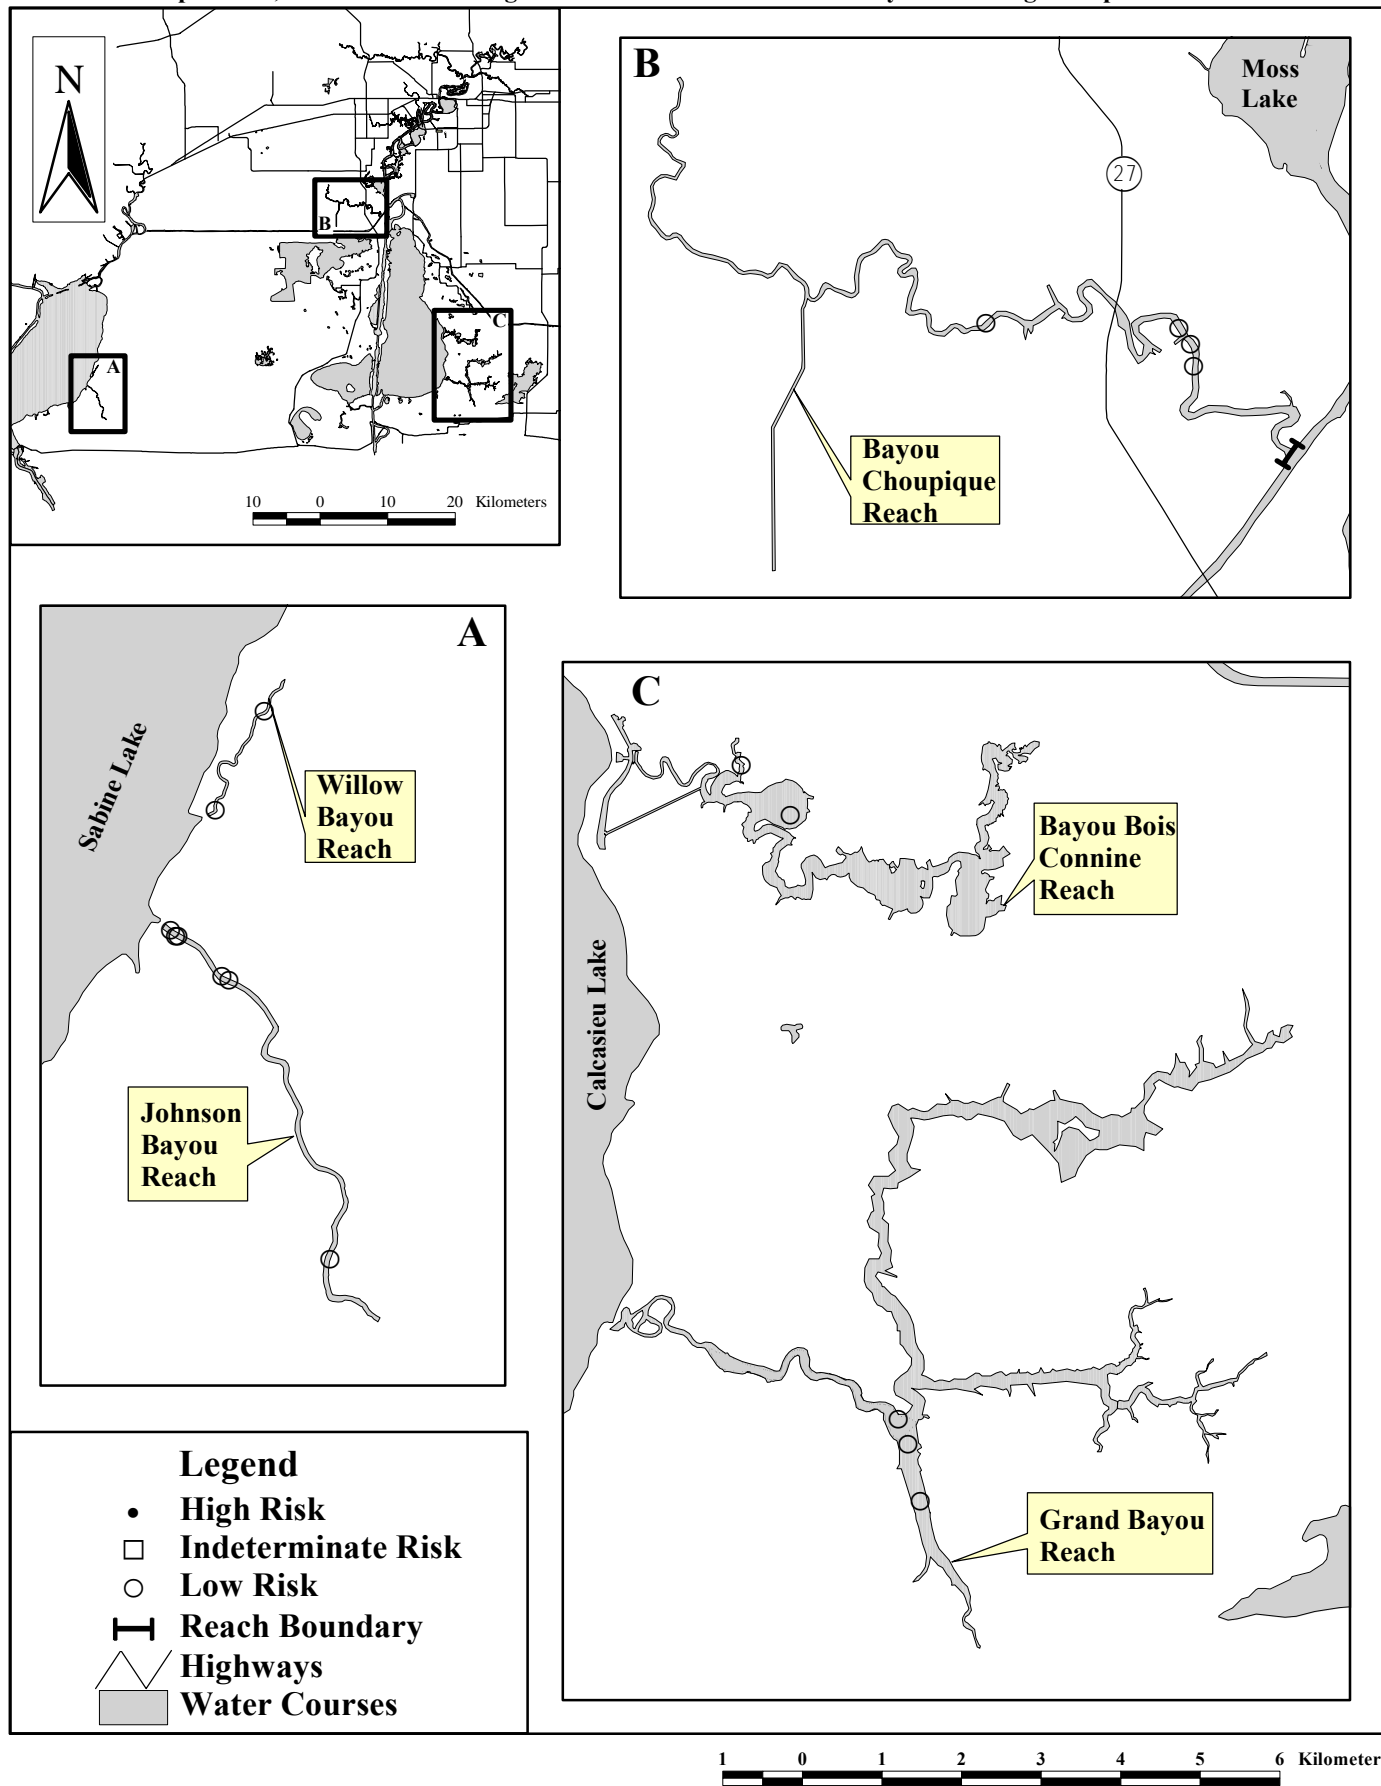 N
A
B
C
10 0 10 20 Kilometers
B
Moss
Lake
27
Bayou
Choupique
Reach
A
Sabine Lake
Willow
Bayou
Reach
Johnson
Bayou
Reach
C
Calcasieu Lake
Bayou Bois
Connine
Reach
Grand Bayou
Reach
Legend
High Risk
Indeterminate Risk
Low Risk
Reach Boundary
Highways
Water Courses
1 0 1 2 3 4 5 6 Kilometer